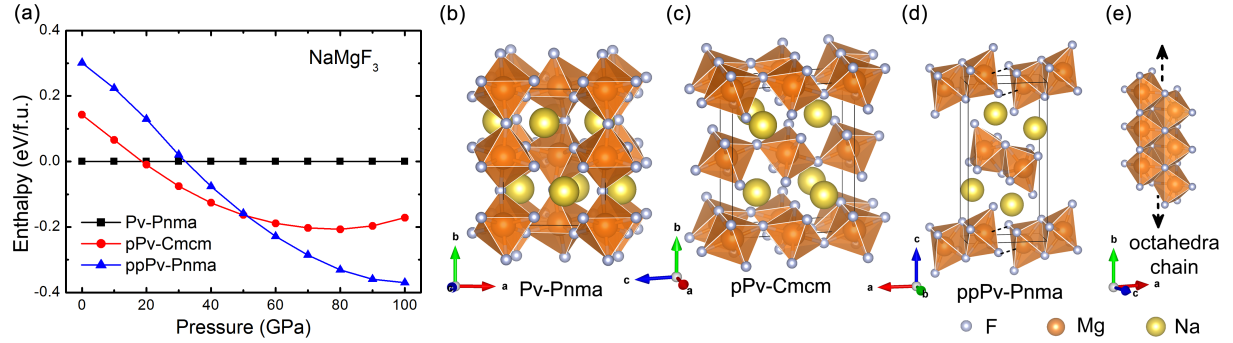 (a)
(b)
(c)
(d)
(e)
0.4
0.2
0.0
-0.2
-0.4
Enthalpy (eV/f.u.)
NaMgF3
Pv-Pnma
pPv-Cmcm
ppPv-Pnma
0 20 40 60 80 100
Pressure (GPa)
b
c
a
Pv-Pnma
b
c
a
pPv-Cmcm
c
a
b
ppPv-Pnma
octahedra
chain
b
a
c
F Mg Na